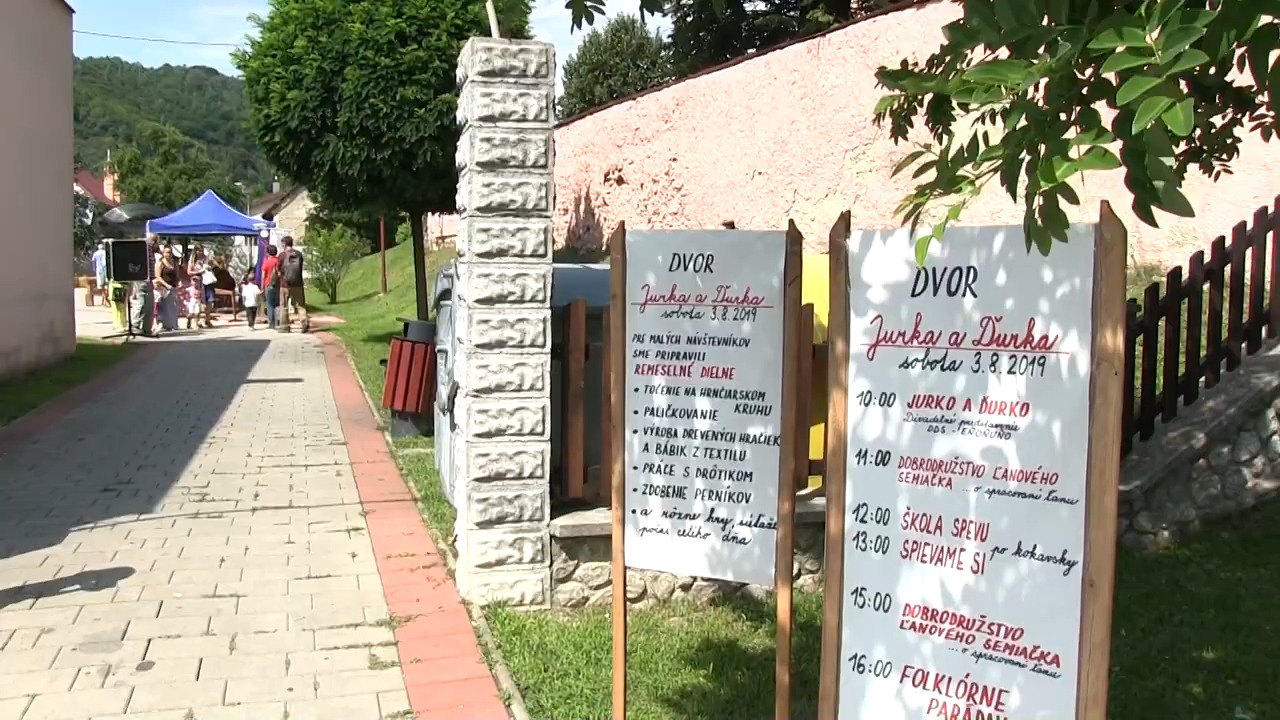 DVOR
Jurka a Ďurka
sobota 3.8.2019
PRE MALÝCH NÁVŠTEVNÍKOV
SME PRIPRAVILI
REMESELNÉ DIELNE
• TOČENIE NA HRNČIARSKOM
KRUHU
• PALIČKOVANIE
• VÝROBA DREVENÝCH HRAČIEK
A BÁBIK Z TEXTILU
• PRÁCE S DRÔTIKOM
• ZDOBENIE PERNÍKOV
• a rôzne hry, súťaže
počas celého dňa
DVOR
Jurka a Ďurka
sobota 3.8.2019
10:00 JURKO A ĎURKO
Divadelné predstavenie
DDS - EŇOŇUŇO
11:00 DOBRODRUŽSTVO ĽANOVÉHO
SEMIAČKA ...o spracovaní ľanu
12:00 ŠKOLA SPEVU
13:00 SPIEVAME SI po kokavsky
15:00 DOBRODRUŽSTVO
ĽANOVÉHO SEMIAČKA
...o spracovaní ľanu
16:00 FOLKLÓRNE